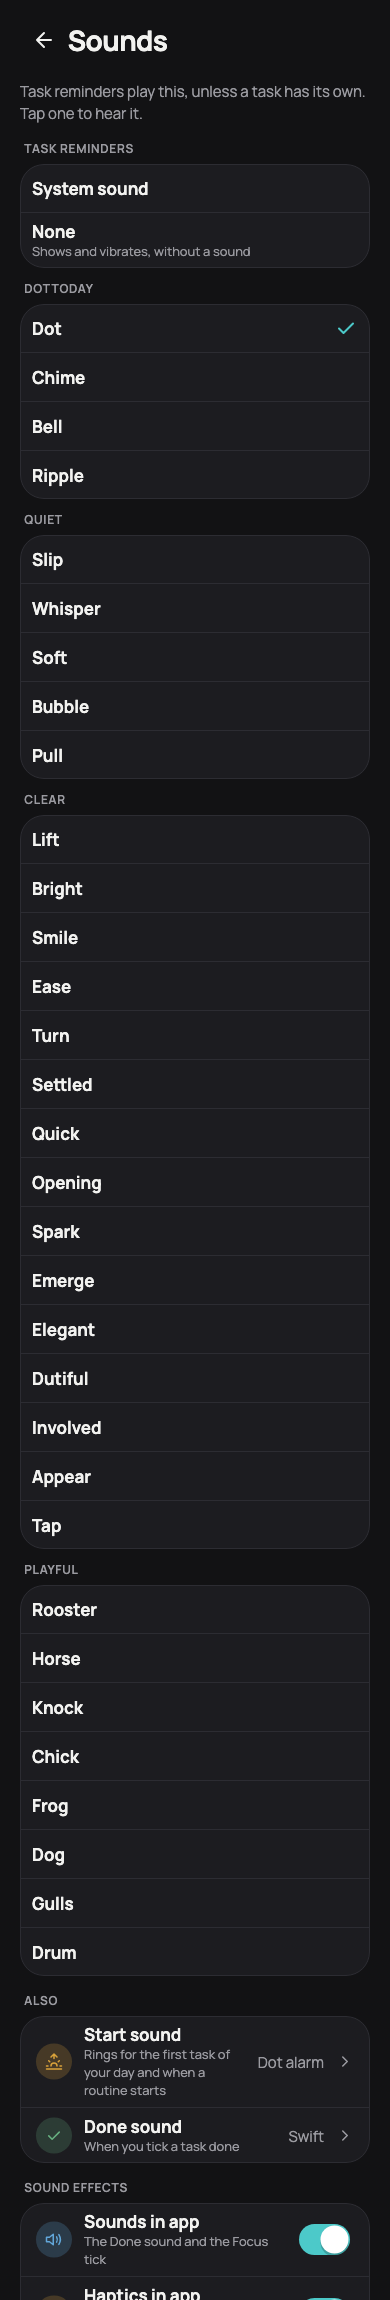 Sounds
Task reminders play this, unless a task has its own.
Tap one to hear it.
TASK REMINDERS
System sound
None
Shows and vibrates, without a sound
DOTTODAY
Dot
Chime
Bell
Ripple
QUIET
Slip
Whisper
Soft
Bubble
Pull
CLEAR
Lift
Bright
Smile
Ease
Turn
Settled
Quick
Opening
Spark
Emerge
Elegant
Dutiful
Involved
Appear
Tap
PLAYFUL
Rooster
Horse
Knock
Chick
Frog
Dog
Gulls
Drum
ALSO
Start sound
Rings for the first task of
your day and when a
routine starts
Dot alarm
Done sound
When you tick a task done
Swift
SOUND EFFECTS
Sounds in app
The Done sound and the Focus
tick
Haptics in app